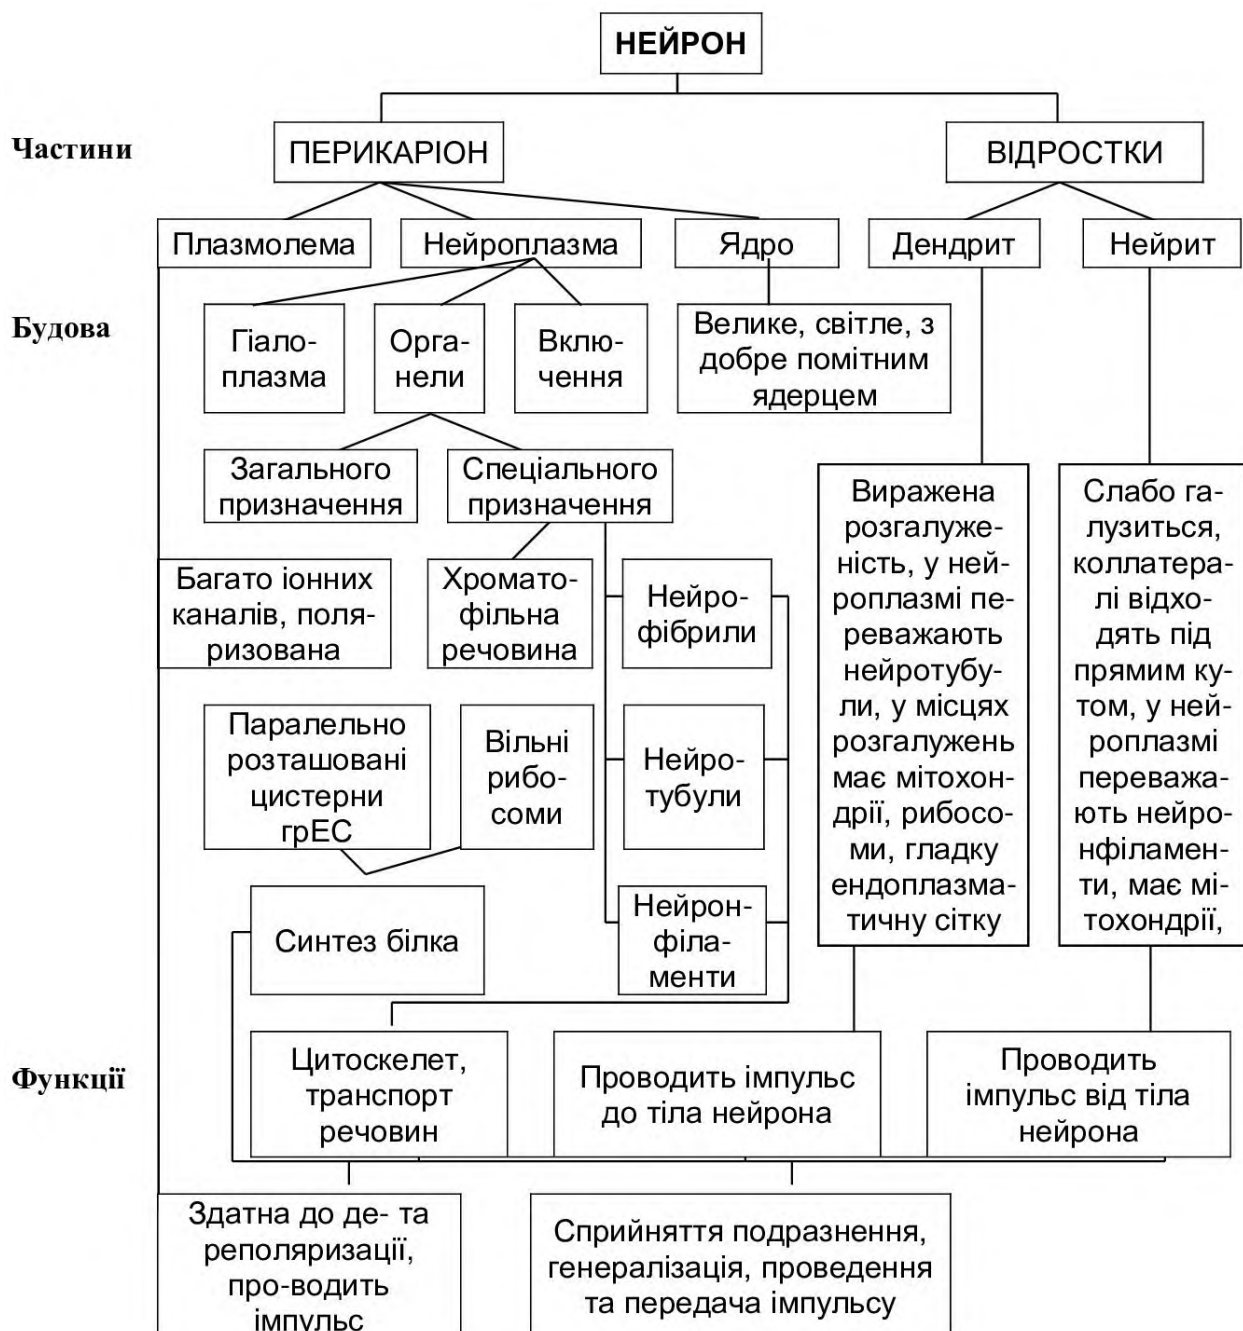 НЕЙРОН
Частини
ПЕРИКАРІОН
ВІДРОСТКИ
Плазмолема
Нейроплазма
Ядро
Дендрит
Нейрит
Будова
Гіало-
плазма
Орга-
нели
Вклю-
чення
Велике, світле, з
добре помітним
ядерцем
Загального
призначення
Спеціального
призначення
Виражена
розгалуже-
ність, у ней-
роплазмі пе-
реважають
нейротубу-
ли, у місцях
розгалужень
має мітохон-
дрії, рибосо-
ми, гладку
ендоплазма-
тичну сітку
Слабо га-
лузиться,
коллатера-
лі відхо-
дять під
прямим ку-
том, у ней-
роплазмі
переважа-
ють нейро-
нфіламен-
ти, має мі-
тохондрії,
Багато іонних
каналів, поля-
ризована
Хромато-
фільна
речовина
Нейро-
фібрили
Паралельно
розташовані
цистерни
грЕС
Вільні
рибо-
соми
Нейро-
тубули
Синтез білка
Нейрон-
філа-
менти
Функції
Цитоскелет,
транспорт
речовин
Проводить імпульс
до тіла нейрона
Проводить
імпульс від тіла
нейрона
Здатна до де- та
реполяризації,
про-водить
імпульс
Сприйняття подразнення,
генералізація, проведення
та передача імпульсу